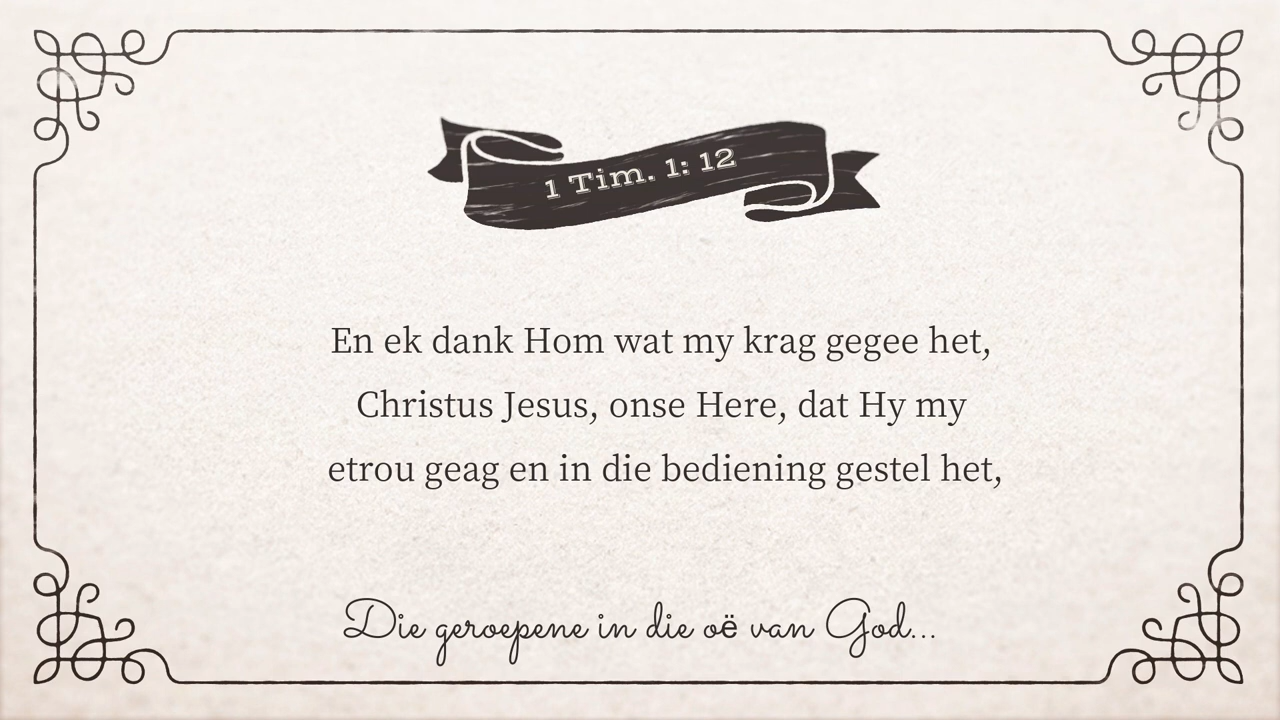 1 Tim. 1: 12
En ek dank Hom wat my krag gegee het,
Christus Jesus, onse Here, dat Hy my
etrou geag en in die bediening gestel het,
Die geroepene in die oë van God...